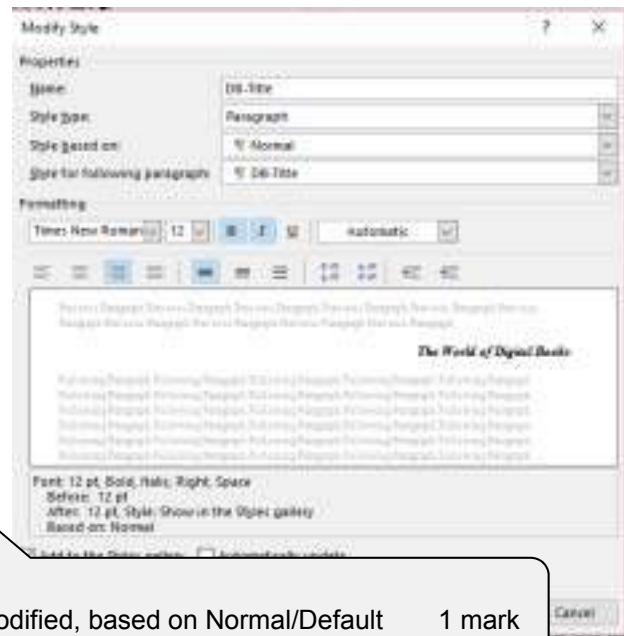 Modify Style ? ×
Properties
Name: DB-Title
Style type: Paragraph
Style based on: ¶ Normal
Style for following paragraph: ¶ DB-Title
Formatting
Times New Roman 12 B I U Automatic
The World of Digital Books
Font: 12 pt, Bold, Italic, Right, Space
Before: 12 pt
After: 12 pt, Style: Show in the Styles gallery
Based on: Normal
Add to the Styles gallery Automatically update
odified, based on Normal/Default 1 mark
Cancel